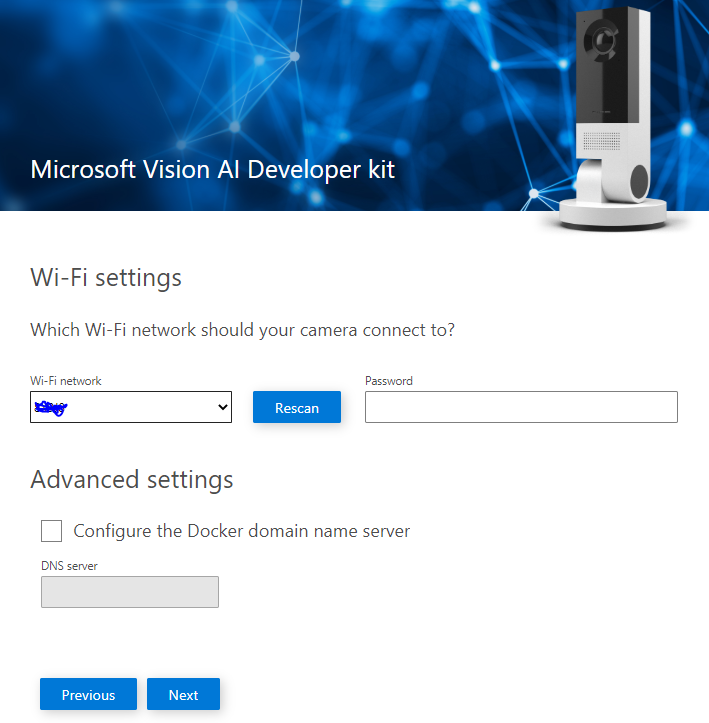 Microsoft Vision AI Developer kit
Wi-Fi settings
Which Wi-Fi network should your camera connect to?
Wi-Fi network
Password
Rescan
Advanced settings
Configure the Docker domain name server
DNS server
Previous
Next